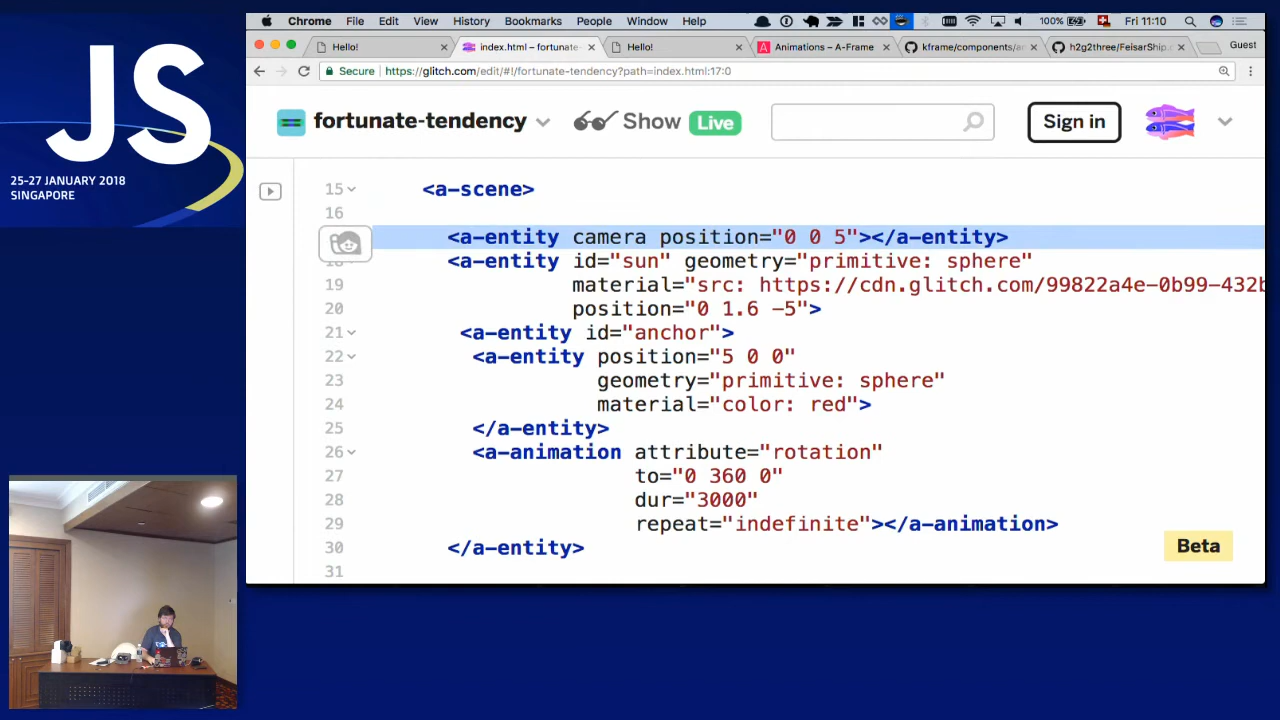 JS
25-27 JANUARY 2018
SINGAPORE
Chrome File Edit View History Bookmarks People Window Help 100% Fri 11:10
Hello! × index.html – fortunate- × Hello! × Animations – A-Frame × kframe/components/ × h2g2three/FeisarShip. × Guest
Secure https://glitch.com/edit/#!/fortunate-tendency?path=index.html:17:0
fortunate-tendency Show Live Sign in
15 <a-scene>
16
<a-entity camera position="0 0 5"></a-entity>
18 <a-entity id="sun" geometry="primitive: sphere"
19 material="src: https://cdn.glitch.com/99822a4e-0b99-432b
20 position="0 1.6 -5">
21 <a-entity id="anchor">
22 <a-entity position="5 0 0"
23 geometry="primitive: sphere"
24 material="color: red">
25 </a-entity>
26 <a-animation attribute="rotation"
27 to="0 360 0"
28 dur="3000"
29 repeat="indefinite"></a-animation>
30 </a-entity>
31
Beta